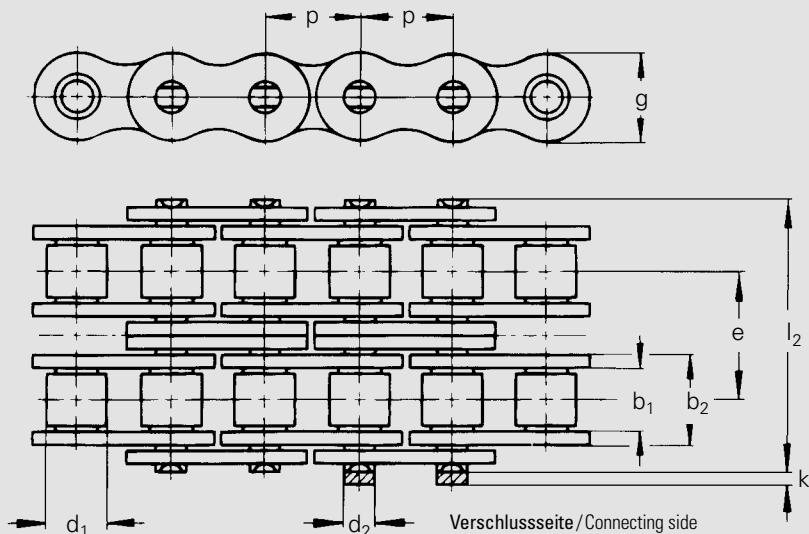 p p
g
e
l₂
b₁ b₂
k
d₁ d₂
Verschlussseite / Connecting side